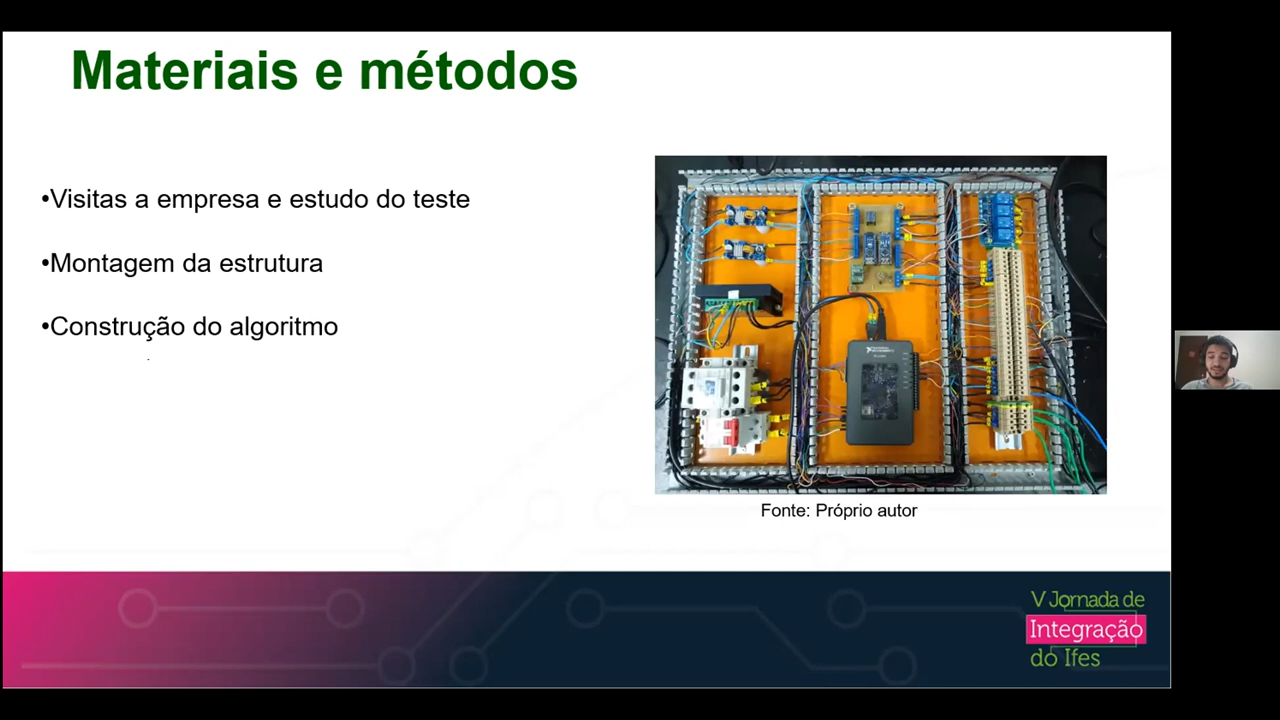 Materiais e métodos
•Visitas a empresa e estudo do teste
•Montagem da estrutura
•Construção do algoritmo
Fonte: Próprio autor
V Jornada de
Integração
do Ifes